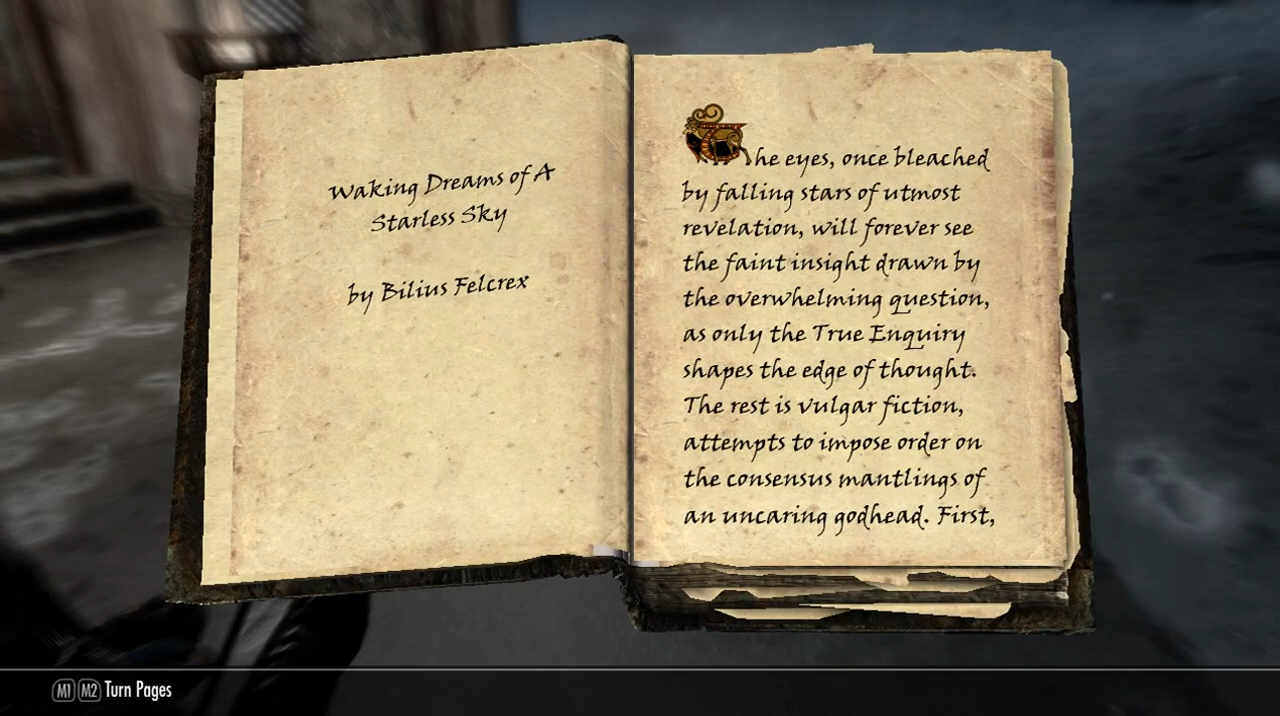 Waking Dreams of A
Starless Sky
by Bilius Felcrex
The eyes, once bleached
by falling stars of utmost
revelation, will forever see
the faint insight drawn by
the overwhelming question,
as only the True Enquiry
shapes the edge of thought.
The rest is vulgar fiction,
attempts to impose order on
the consensus mantlings of
an uncaring godhead. First,
M1 M2 Turn Pages